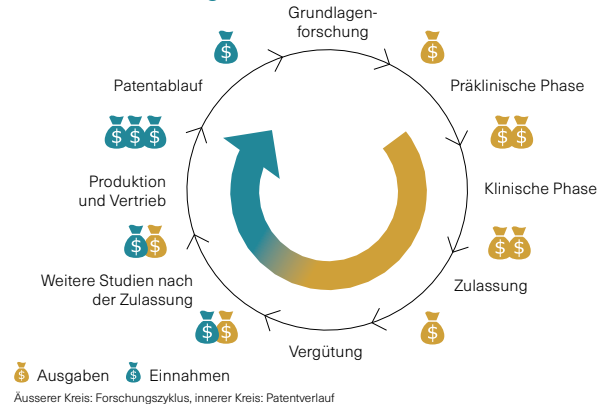 Grundlagen-
forschung
Präklinische Phase
Klinische Phase
Zulassung
Vergütung
Weitere Studien nach
der Zulassung
Produktion
und Vertrieb
Patentablauf
$
$
$ $
$ $
$
$ $
$ $
$ $ $
$ Ausgaben $ Einnahmen
Äusserer Kreis: Forschungszyklus, innerer Kreis: Patentverlauf